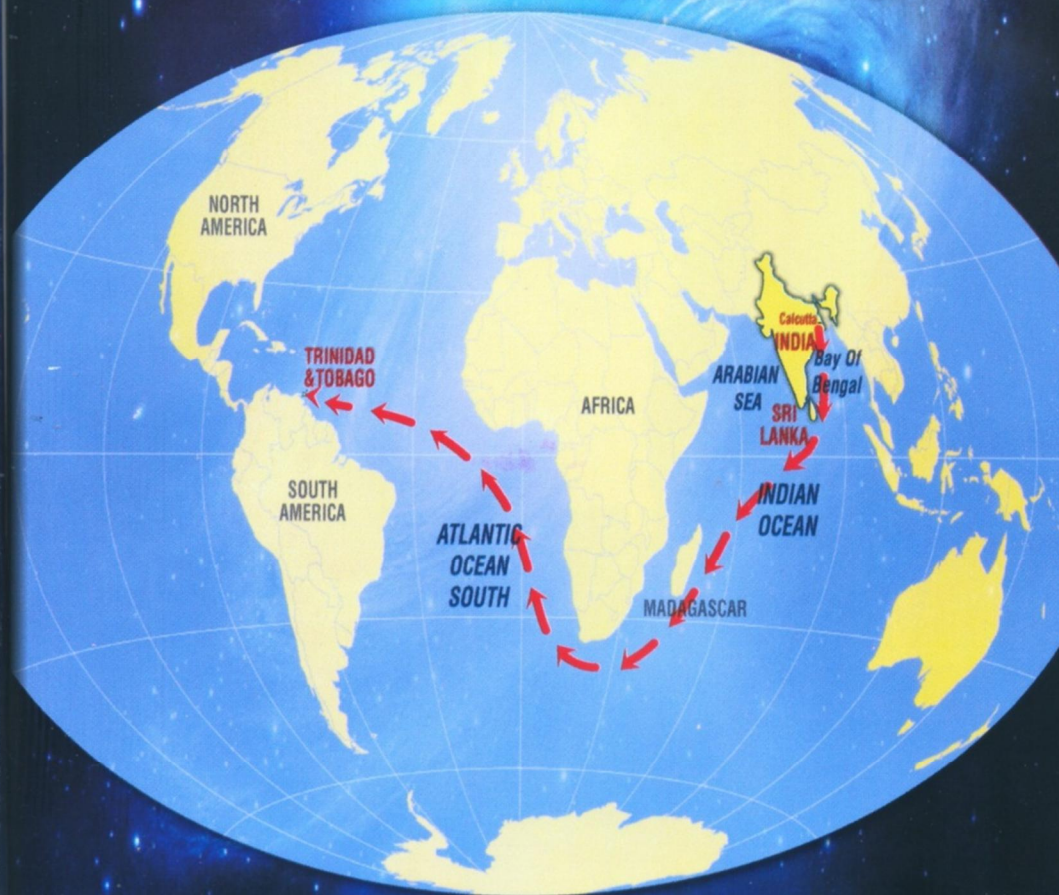 NORTH
AMERICA
TRINIDAD
&TOBAGO
Calcutta
INDIA
Bay Of
Bengal
ARABIAN
SEA
SRI
LANKA
AFRICA
SOUTH
AMERICA
INDIAN
OCEAN
ATLANTIC
OCEAN
SOUTH
MADAGASCAR